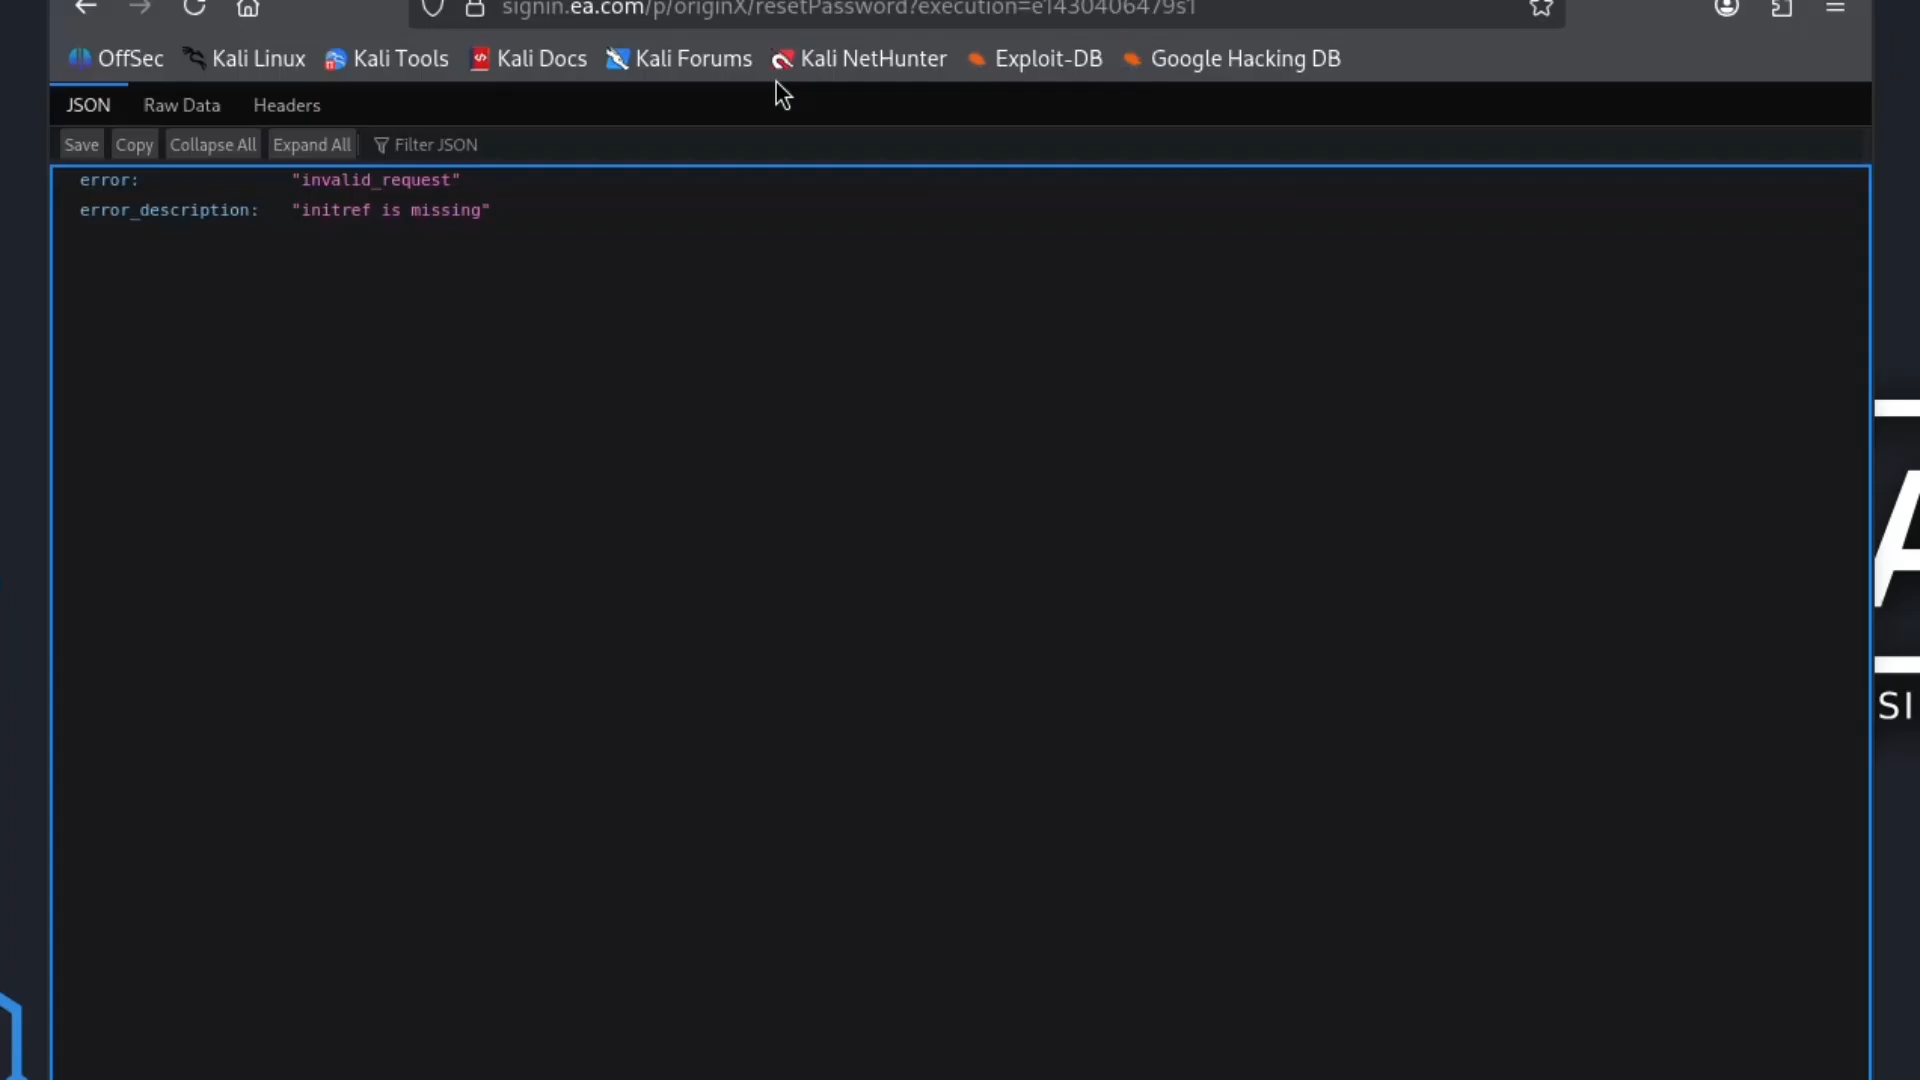 signin.ea.com/p/originX/resetPassword?execution=e1430406479s1
OffSec Kali Linux Kali Tools Kali Docs Kali Forums Kali NetHunter Exploit-DB Google Hacking DB
JSON Raw Data Headers
Save Copy Collapse All Expand All Filter JSON
error: "invalid_request"
error_description: "initref is missing"
A
SI